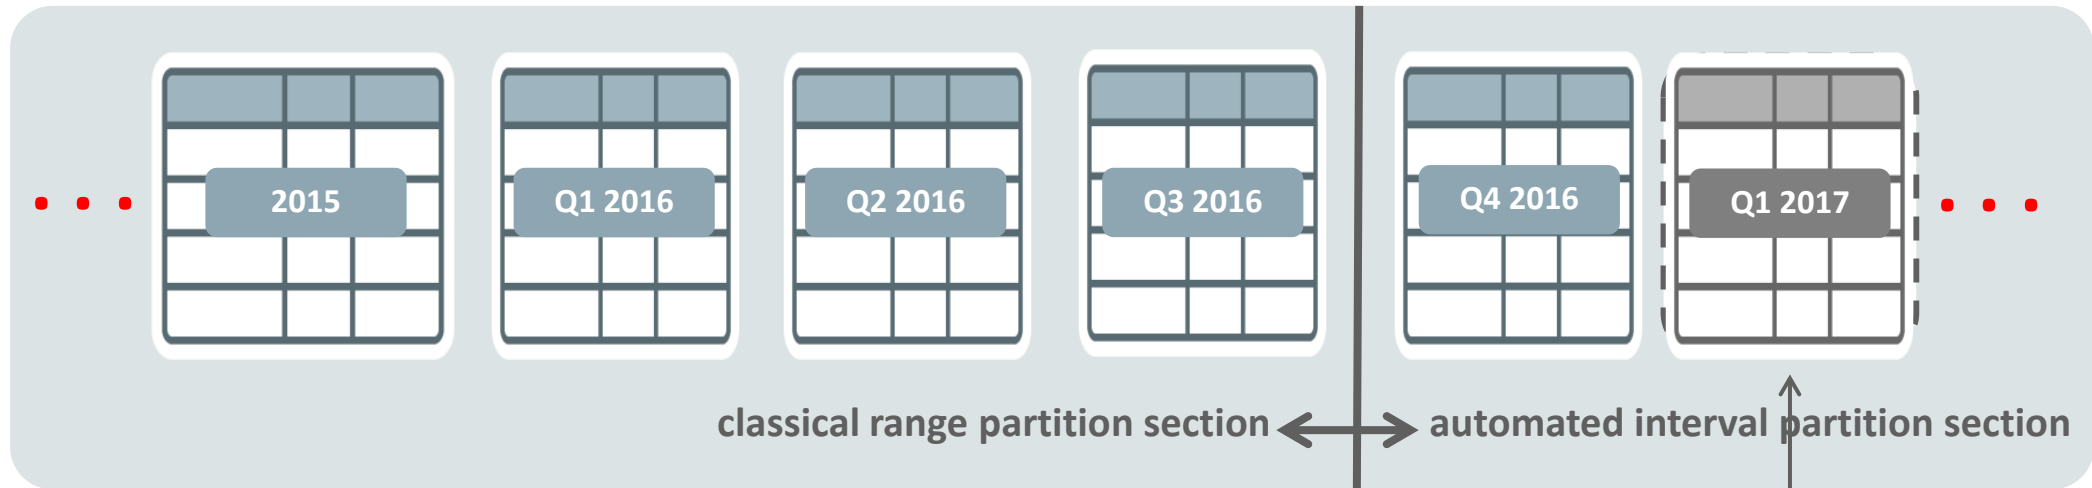 2015
Q1 2016
Q2 2016
Q3 2016
Q4 2016
Q1 2017
classical range partition section
automated interval partition section